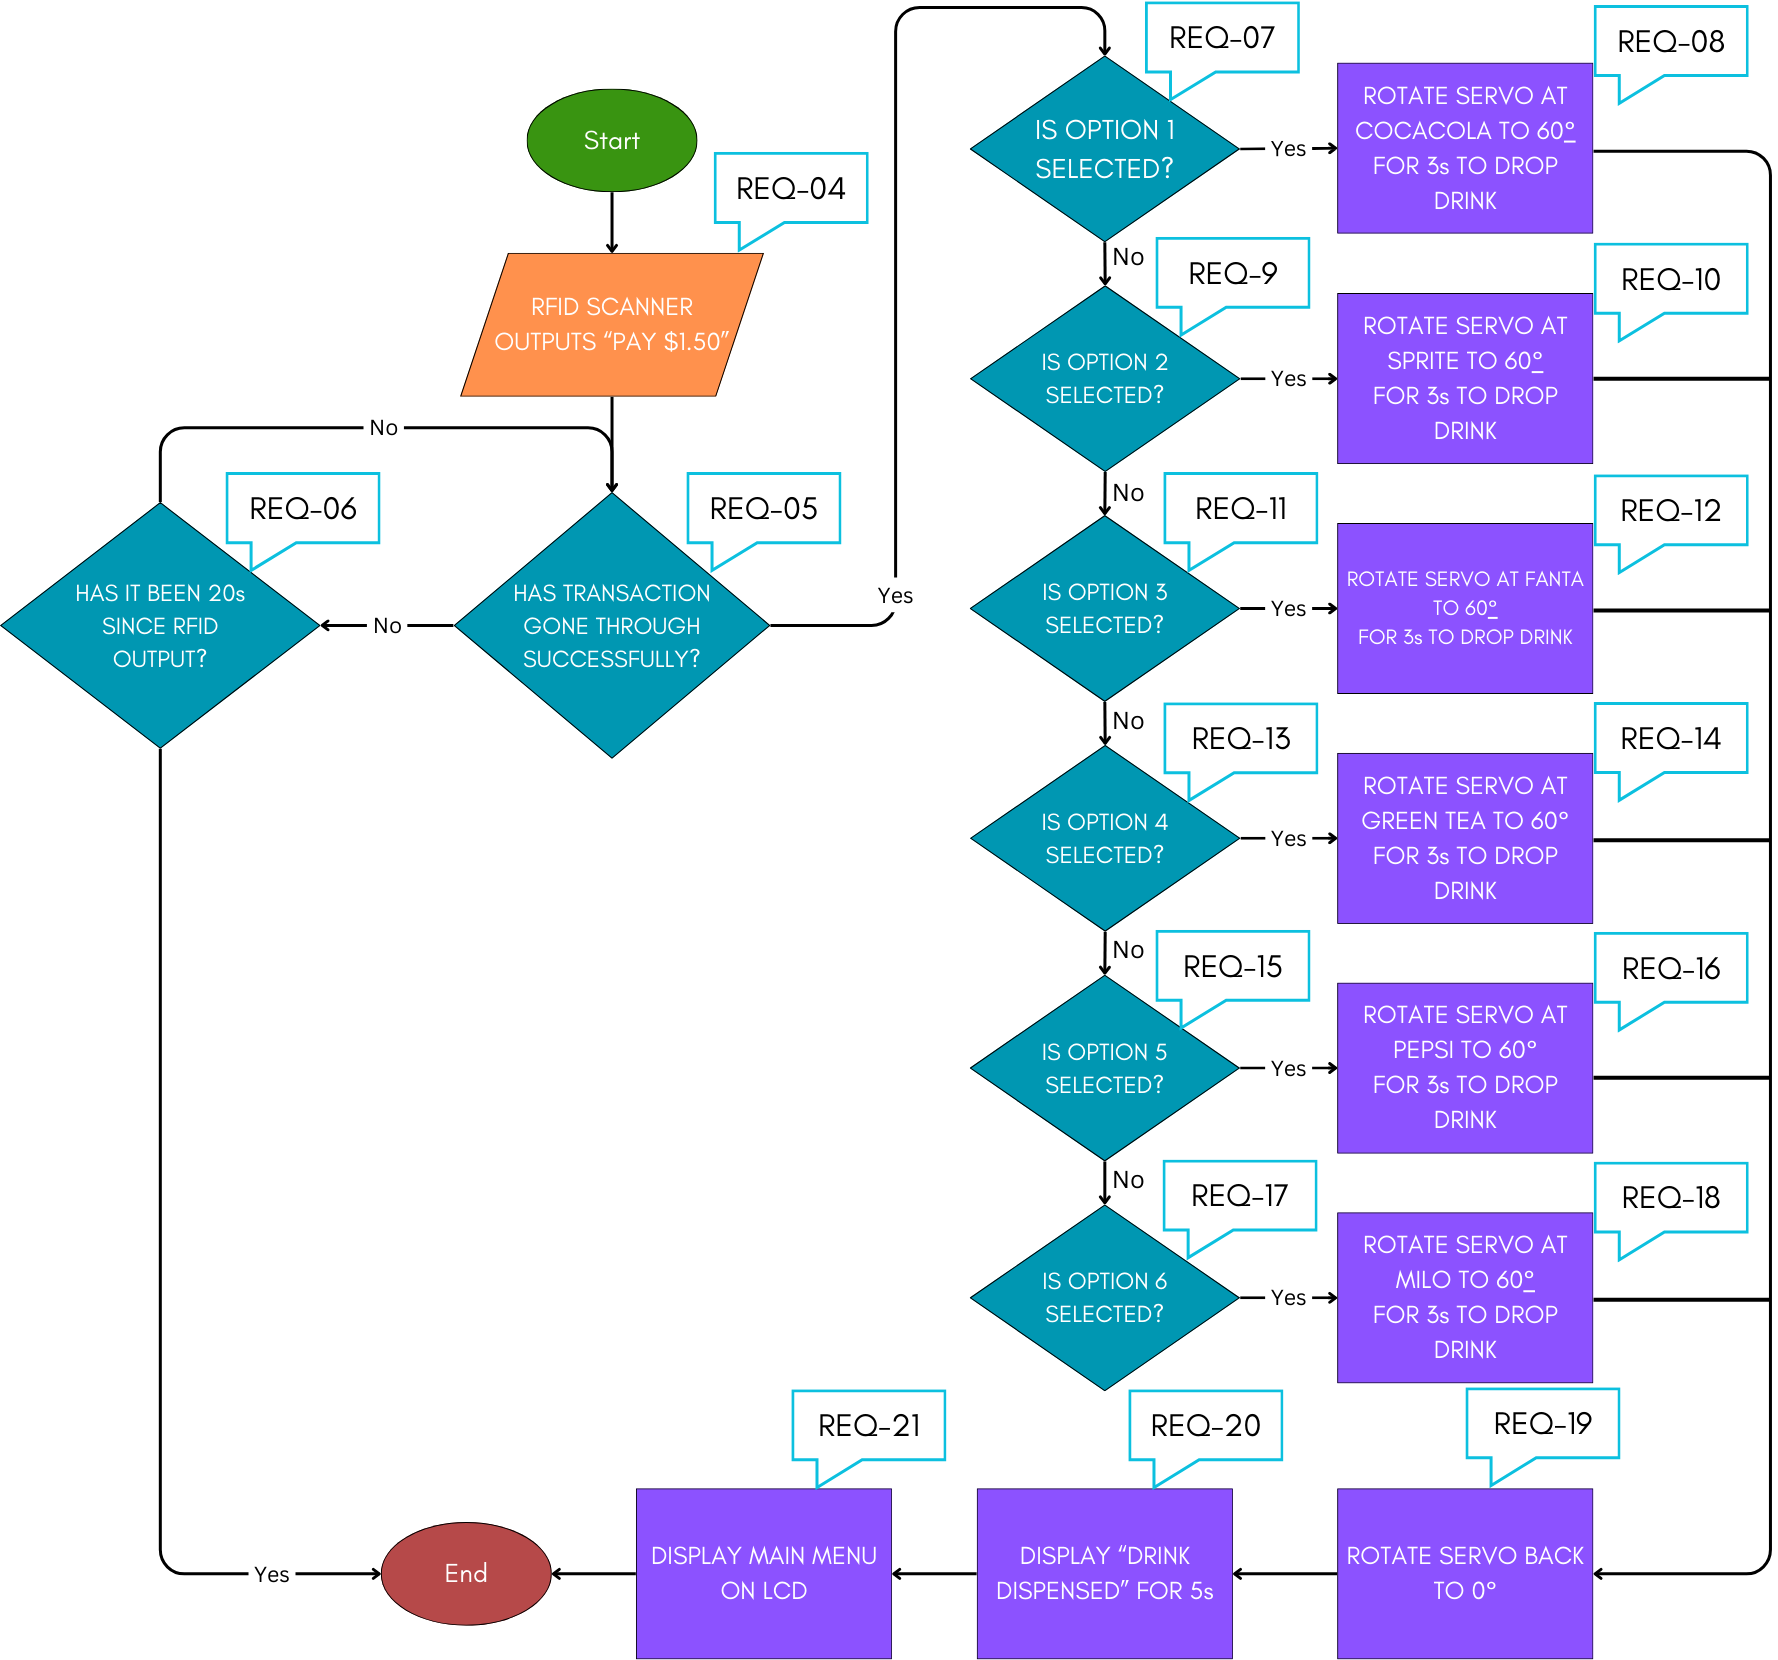 Start
REQ-04
RFID SCANNER
OUTPUTS “PAY $1.50”
No
REQ-06
REQ-05
HAS IT BEEN 20s
SINCE RFID
OUTPUT?
No
HAS TRANSACTION
GONE THROUGH
SUCCESSFULLY?
Yes
REQ-07
IS OPTION 1
SELECTED?
Yes
REQ-08
ROTATE SERVO AT
COCACOLA TO 60º
FOR 3s TO DROP
DRINK
No
REQ-9
IS OPTION 2
SELECTED?
Yes
REQ-10
ROTATE SERVO AT
SPRITE TO 60º
FOR 3s TO DROP
DRINK
No
REQ-11
IS OPTION 3
SELECTED?
Yes
REQ-12
ROTATE SERVO AT FANTA
TO 60º
FOR 3s TO DROP DRINK
No
REQ-13
IS OPTION 4
SELECTED?
Yes
REQ-14
ROTATE SERVO AT
GREEN TEA TO 60°
FOR 3s TO DROP
DRINK
No
REQ-15
IS OPTION 5
SELECTED?
Yes
REQ-16
ROTATE SERVO AT
PEPSI TO 60°
FOR 3s TO DROP
DRINK
No
REQ-17
IS OPTION 6
SELECTED?
Yes
REQ-18
ROTATE SERVO AT
MILO TO 60º
FOR 3s TO DROP
DRINK
REQ-19
ROTATE SERVO BACK
TO 0°
REQ-20
DISPLAY “DRINK
DISPENSED” FOR 5s
REQ-21
DISPLAY MAIN MENU
ON LCD
Yes
End